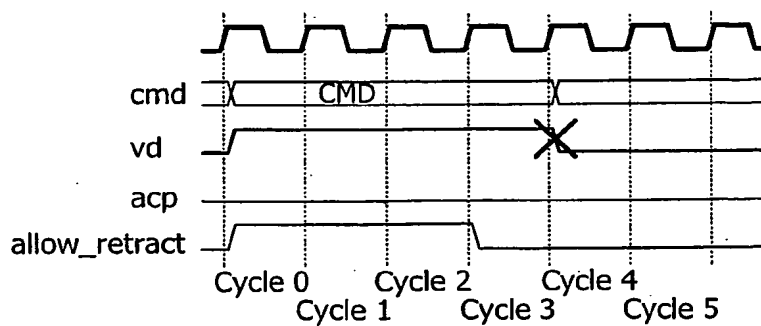 cmd
CMD
vd
acp
allow_retract
Cycle 0
Cycle 2
Cycle 4
Cycle 1
Cycle 3
Cycle 5